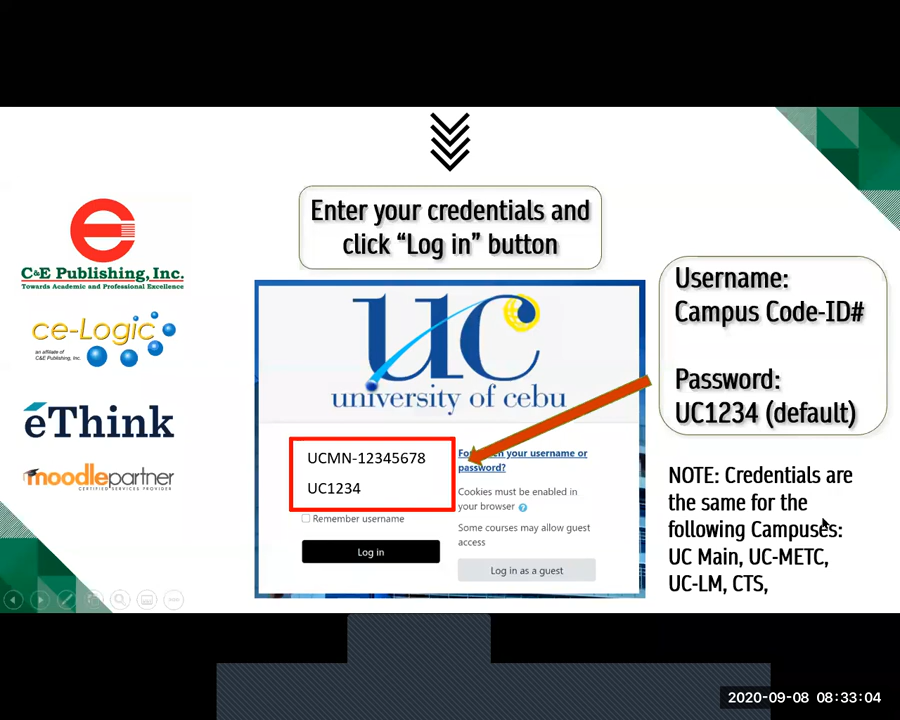 Enter your credentials and
click “Log in” button
C&E Publishing, Inc.
Towards Academic and Professional Excellence
ce-Logic
an affiliate of
C&E Publishing, Inc.
éThink
moodlepartner
CERTIFIED SERVICES PROVIDER
uc
university of cebu
UCMN-12345678
UC1234
Remember username
Log in
your username or
password?
Cookies must be enabled in
your browser
Some courses may allow guest
access
Log in as a guest
Username:
Campus Code-ID#
Password:
UC1234 (default)
NOTE: Credentials are
the same for the
following Campuses:
UC Main, UC-METC,
UC-LM, CTS,
2020-09-08 08:33:04